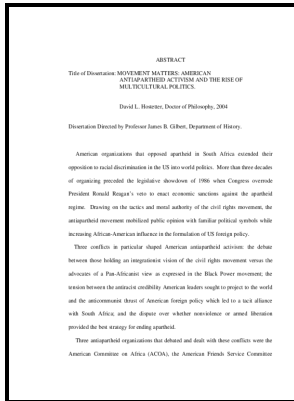 ABSTRACT
Title of Dissertation: MOVEMENT MATTERS: AMERICAN
ANTIAPARTHEID ACTIVISM AND THE RISE OF
MULTICULTURAL POLITICS.
David L. Hostetter, Doctor of Philosophy, 2004
Dissertation Directed by Professor James B. Gilbert, Department of History.
American organizations that opposed apartheid in South Africa extended their
opposition to racial discrimination in the US into world politics. More than three decades
of organizing preceded the legislative showdown of 1986 when Congress overrode
President Ronald Reagan's veto to enact economic sanctions against the apartheid
regime. Drawing on the tactics and moral authority of the civil rights movement, the
antiapartheid movement mobilized public opinion with familiar political symbols while
increasing African-American influence in the formulation of US foreign policy.
Three conflicts in particular shaped American antiapartheid activism: the debate
between those holding an integrationist vision of the civil rights movement versus the
advocates of a Pan-Africanist view as expressed in the Black Power movement; the
tension between the antiracist credibility American leaders sought to project to the world
and the anticommunist thrust of American foreign policy which led to a tacit alliance
with South Africa; and the dispute over whether nonviolence or armed liberation
provided the best strategy for ending apartheid.
Three antiapartheid organizations that debated and dealt with these conflicts were the
American Committee on Africa (ACOA), the American Friends Service Committee